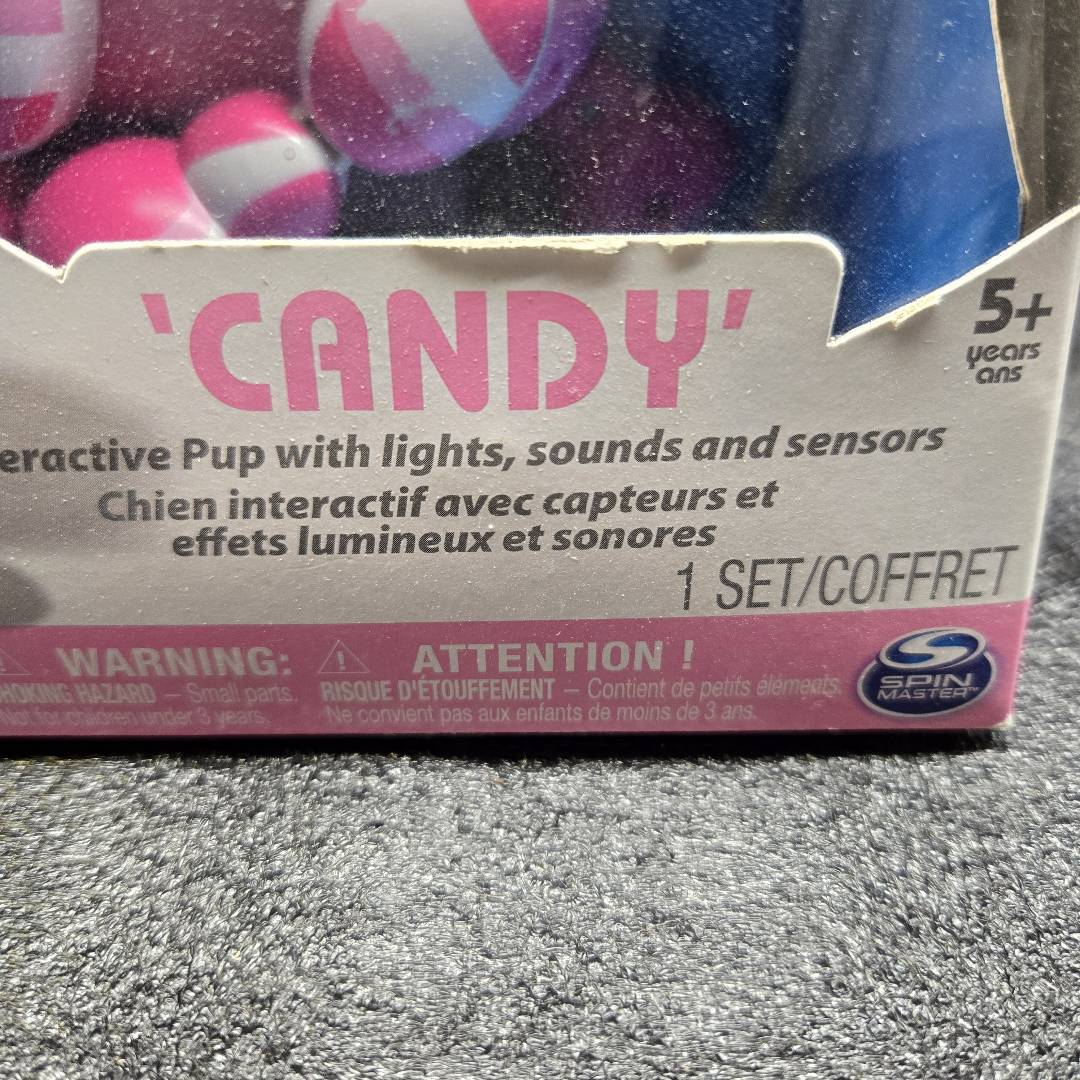 'CANDY'
5+
years
ans
eractive Pup with lights, sounds and sensors
Chien interactif avec capteurs et
effets lumineux et sonores
1 SET/COFFRET
WARNING:
HOKING HAZARD – Small parts.
Not for children under 3 years.
ATTENTION !
RISQUE D'ÉTOUFFEMENT – Contient de petits éléments.
Ne convient pas aux enfants de moins de 3 ans.
SPIN
MASTER™